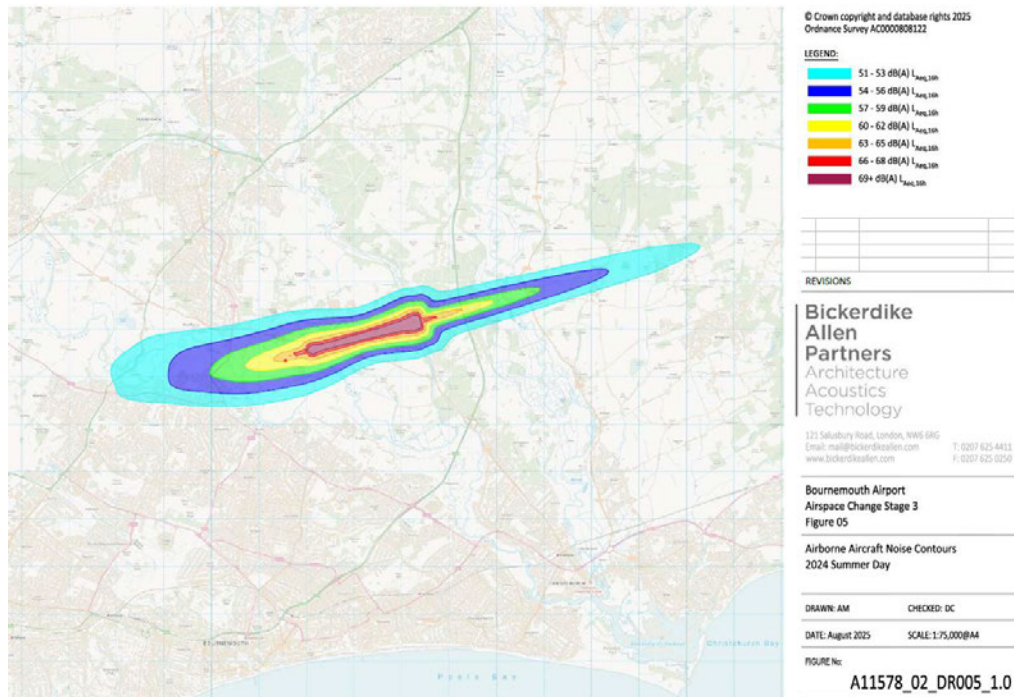 © Crown copyright and database rights 2025
Ordnance Survey AC0000808122
LEGEND:
51 - 53 dB(A) LAeq,16h
54 - 56 dB(A) LAeq,16h
57 - 59 dB(A) LAeq,16h
60 - 62 dB(A) LAeq,16h
63 - 65 dB(A) LAeq,16h
66 - 68 dB(A) LAeq,16h
69+ dB(A) LAeq,16h
REVISIONS
Bickerdike
Allen
Partners
Architecture
Acoustics
Technology
121 Salusbury Road, London, NW6 6RG
Email: mail@bickerdikeallen.com T: 0207 625 4411
www.bickerdikeallen.com F: 0207 625 0250
Bournemouth Airport
Airspace Change Stage 3
Figure 05
Airborne Aircraft Noise Contours
2024 Summer Day
DRAWN: AM CHECKED: DC
DATE: August 2025 SCALE: 1:75,000@A4
FIGURE No:
A11578_02_DR005_1.0
BOURNEMOUTH
Christchurch Bay
Poole Bay